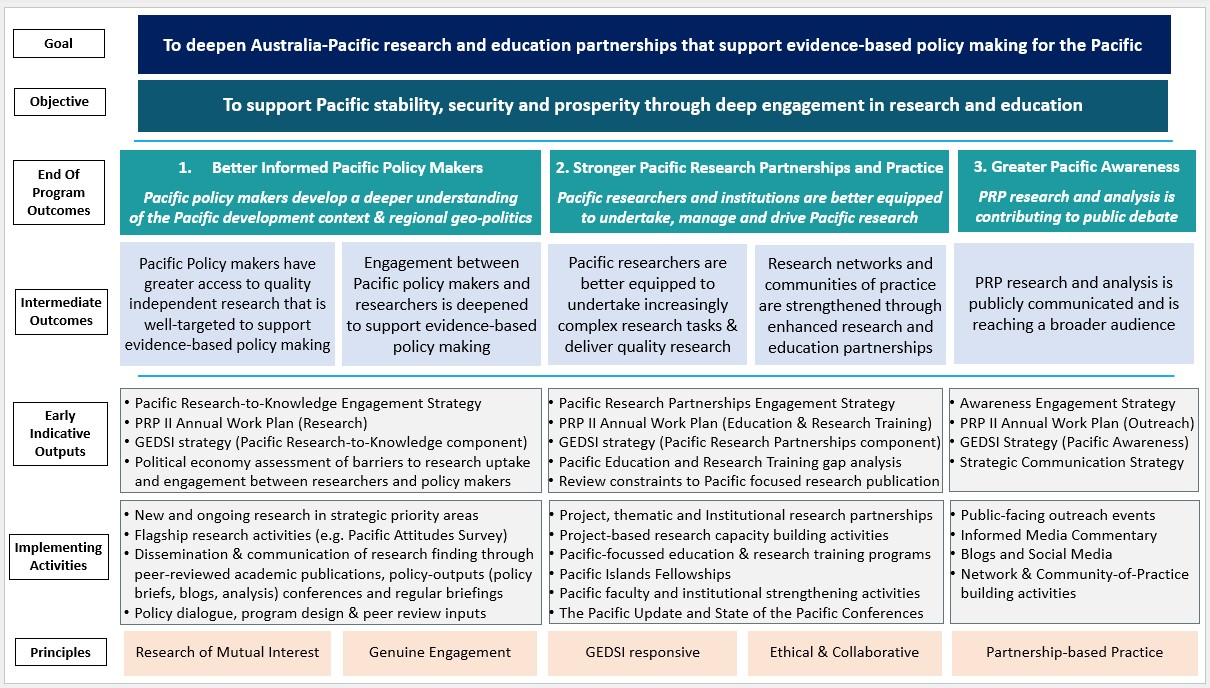 Goal
To deepen Australia-Pacific research and education partnerships that support evidence-based policy making for the Pacific
Objective
To support Pacific stability, security and prosperity through deep engagement in research and education
End Of
Program
Outcomes
1. Better Informed Pacific Policy Makers
Pacific policy makers develop a deeper understanding
of the Pacific development context & regional geo-politics
2. Stronger Pacific Research Partnerships and Practice
Pacific researchers and institutions are better equipped
to undertake, manage and drive Pacific research
3. Greater Pacific Awareness
PRP research and analysis is
contributing to public debate
Intermediate
Outcomes
Pacific Policy makers have
greater access to quality
independent research that is
well-targeted to support
evidence-based policy making
Engagement between
Pacific policy makers and
researchers is deepened
to support evidence-based
policy making
Pacific researchers are
better equipped to
undertake increasingly
complex research tasks &
deliver quality research
Research networks and
communities of practice
are strengthened through
enhanced research and
education partnerships
PRP research and analysis is
publicly communicated and is
reaching a broader audience
Early
Indicative
Outputs
• Pacific Research-to-Knowledge Engagement Strategy
• PRP II Annual Work Plan (Research)
• GEDSI strategy (Pacific Research-to-Knowledge component)
• Political economy assessment of barriers to research uptake
and engagement between researchers and policy makers
• Pacific Research Partnerships Engagement Strategy
• PRP II Annual Work Plan (Education & Research Training)
• GEDSI strategy (Pacific Research Partnerships component)
• Pacific Education and Research Training gap analysis
• Review constraints to Pacific focused research publication
• Awareness Engagement Strategy
• PRP II Annual Work Plan (Outreach)
• GEDSI Strategy (Pacific Awareness)
• Strategic Communication Strategy
Implementing
Activities
• New and ongoing research in strategic priority areas
• Flagship research activities (e.g. Pacific Attitudes Survey)
• Dissemination & communication of research finding through
peer-reviewed academic publications, policy-outputs (policy
briefs, blogs, analysis) conferences and regular briefings
• Policy dialogue, program design & peer review inputs
• Project, thematic and Institutional research partnerships
• Project-based research capacity building activities
• Pacific-focussed education & research training programs
• Pacific Islands Fellowships
• Pacific faculty and institutional strengthening activities
• The Pacific Update and State of the Pacific Conferences
• Public-facing outreach events
• Informed Media Commentary
• Blogs and Social Media
• Network & Community-of-Practice
building activities
Principles
Research of Mutual Interest
Genuine Engagement
GEDSI responsive
Ethical & Collaborative
Partnership-based Practice